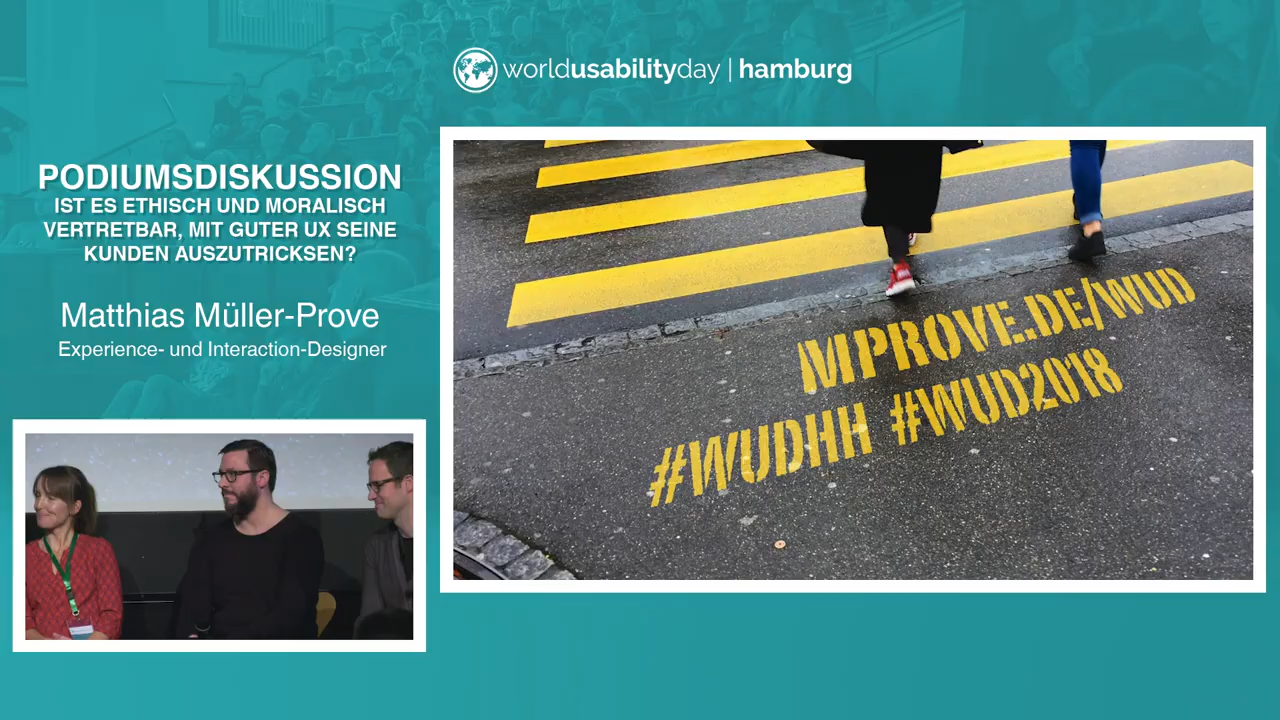 worldusabilityday | hamburg
PODIUMSDISKUSSION
IST ES ETHISCH UND MORALISCH
VERTRETBAR, MIT GUTER UX SEINE
KUNDEN AUSZUTRICKSEN?
Matthias Müller-Prove
Experience- und Interaction-Designer
MPROVE.DE/WUD
#WUDHH #WUD2018